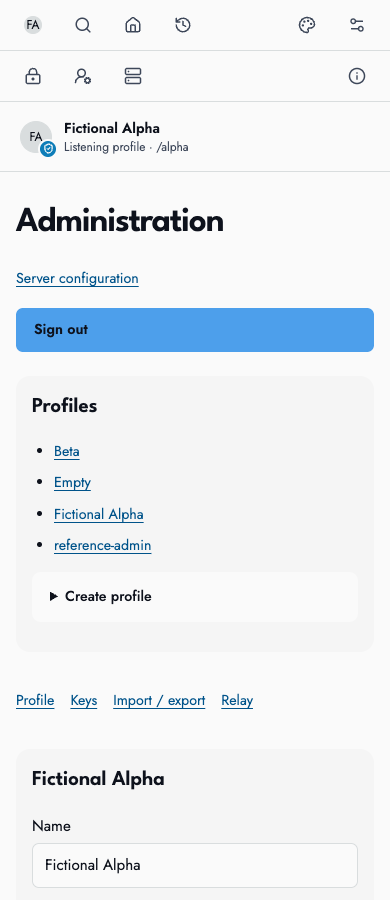 FA
FA
Fictional Alpha
Listening profile · /alpha
Administration
Server configuration
Sign out
Profiles
Beta
Empty
Fictional Alpha
reference-admin
Create profile
Profile Keys Import / export Relay
Fictional Alpha
Name
Fictional Alpha